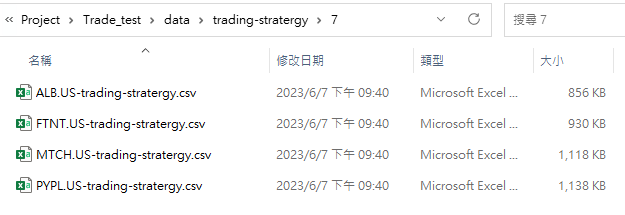 Project > Trade_test > data > trading-stratergy > 7 搜尋 7
名稱 修改日期 類型 大小
ALB.US-trading-stratergy.csv 2023/6/7 下午 09:40 Microsoft Excel ... 856 KB
FTNT.US-trading-stratergy.csv 2023/6/7 下午 09:40 Microsoft Excel ... 930 KB
MTCH.US-trading-stratergy.csv 2023/6/7 下午 09:40 Microsoft Excel ... 1,118 KB
PYPL.US-trading-stratergy.csv 2023/6/7 下午 09:40 Microsoft Excel ... 1,138 KB